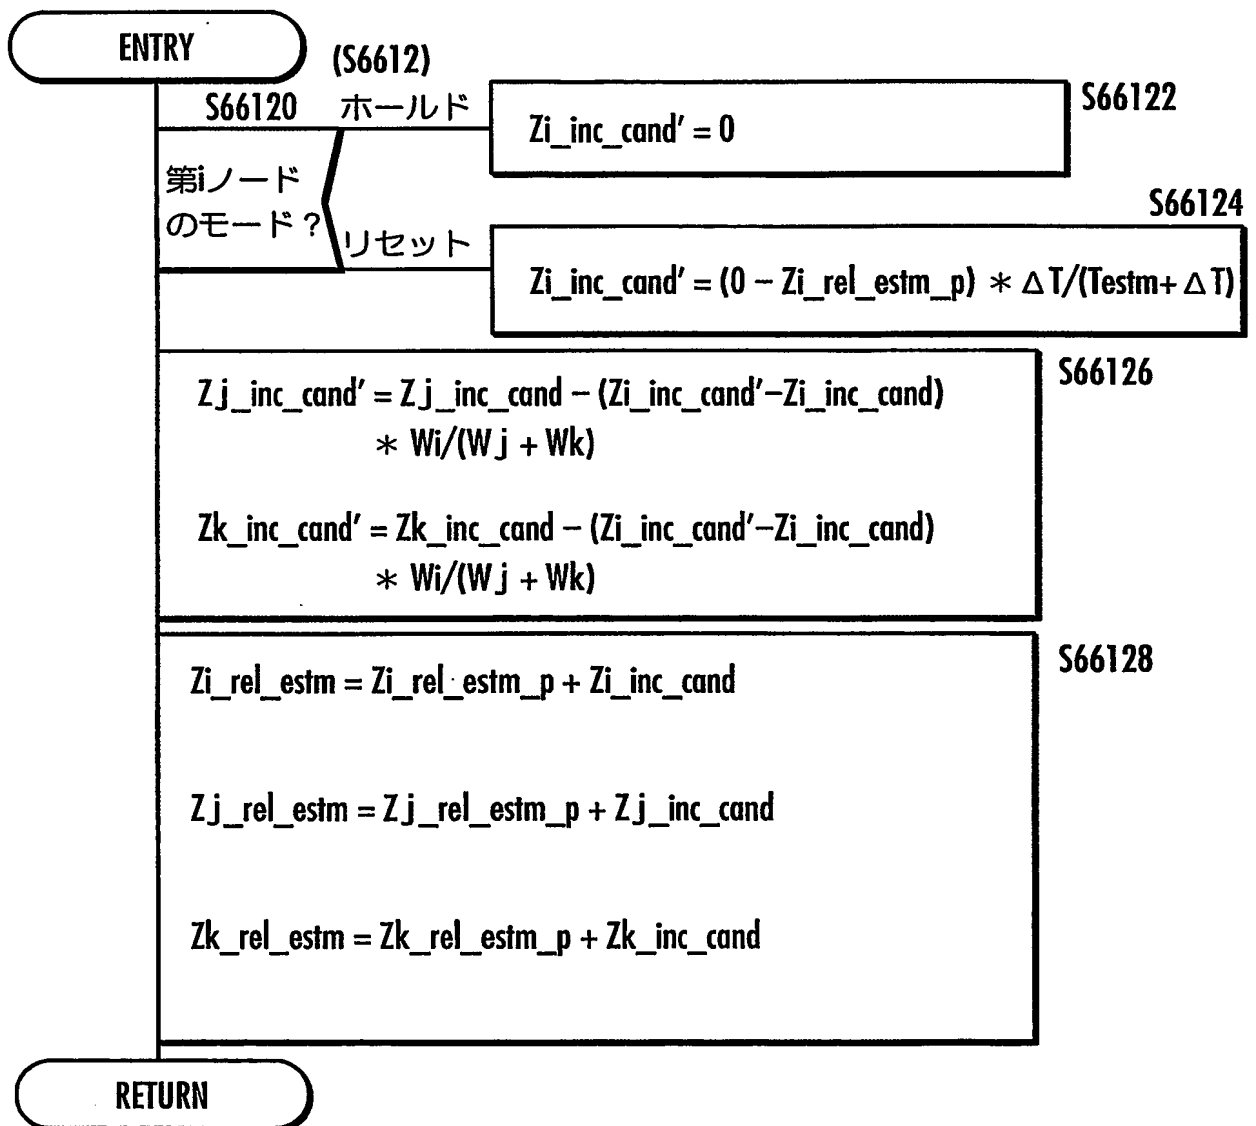 ENTRY
(S6612)
S66120
ホールド
S66122
Zi_inc_cand' = 0
第iノード
のモード?
S66124
リセット
Zi_inc_cand' = (0 – Zi_rel_estm_p) * ΔT/(Testm+ ΔT)
S66126
Zj_inc_cand' = Zj_inc_cand – (Zi_inc_cand'–Zi_inc_cand)
* Wi/(Wj + Wk)
Zk_inc_cand' = Zk_inc_cand – (Zi_inc_cand'–Zi_inc_cand)
* Wi/(Wj + Wk)
S66128
Zi_rel_estm = Zi_rel_estm_p + Zi_inc_cand
Zj_rel_estm = Zj_rel_estm_p + Zj_inc_cand
Zk_rel_estm = Zk_rel_estm_p + Zk_inc_cand
RETURN